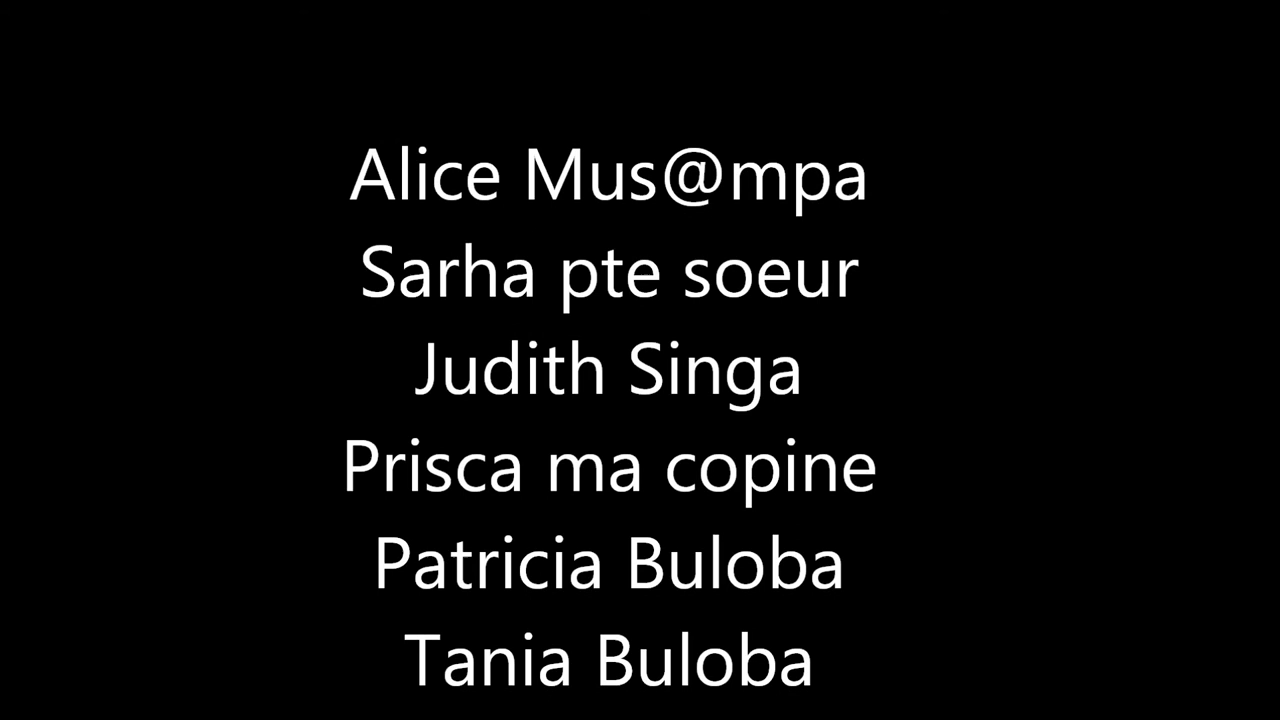 Alice Mus@mpa
Sarha pte soeur
Judith Singa
Prisca ma copine
Patricia Buloba
Tania Buloba